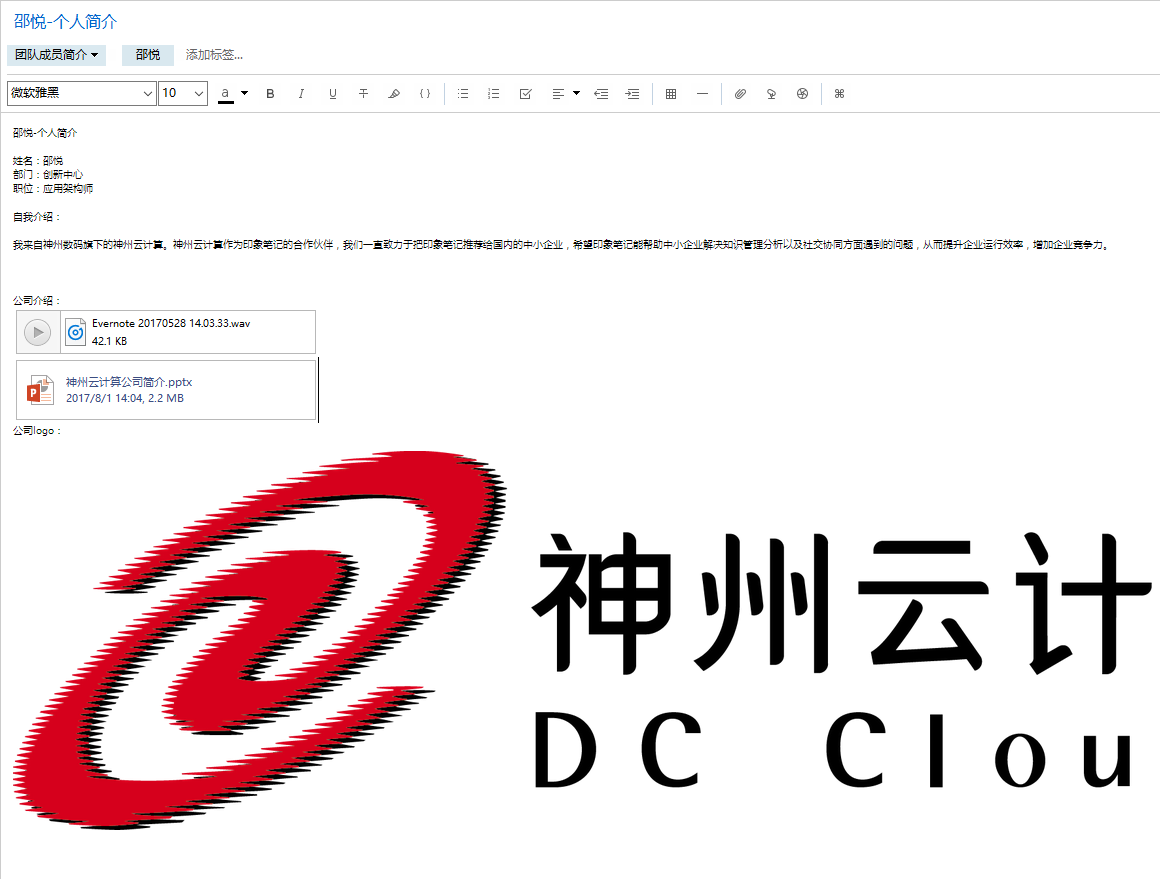 邵悦-个人简介
团队成员简介 邵悦 添加标签...
微软雅黑 10 a B I U T {}
邵悦-个人简介
姓名：邵悦
部门：创新中心
职位：应用架构师
自我介绍：
我来自神州数码旗下的神州云计算。神州云计算作为印象笔记的合作伙伴，我们一直致力于把印象笔记推荐给国内的中小企业，希望印象笔记能帮助中小企业解决知识管理分析以及社交协同方面遇到的问题，从而提升企业运行效率，增加企业竞争力。
公司介绍：
Evernote 20170528 14.03.33.wav
42.1 KB
神州云计算公司简介.pptx
2017/8/1 14:04, 2.2 MB
公司logo：
神州云计
DC Clou